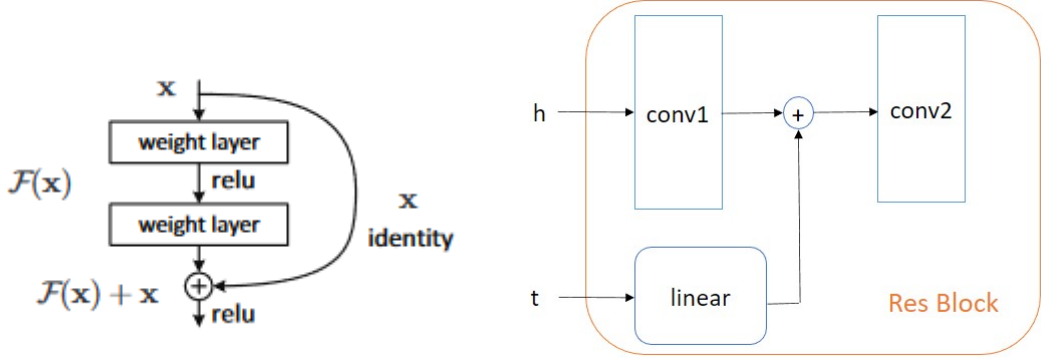 x
weight layer
relu
F(x)
weight layer
x
identity
F(x) + x
+
relu
h
conv1
+
conv2
t
linear
Res Block